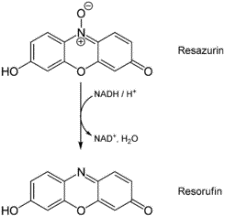 O⁻
N
+
HO
O
O
Resazurin
NADH / H⁺
NAD⁺, H₂O
N
HO
O
O
Resorufin